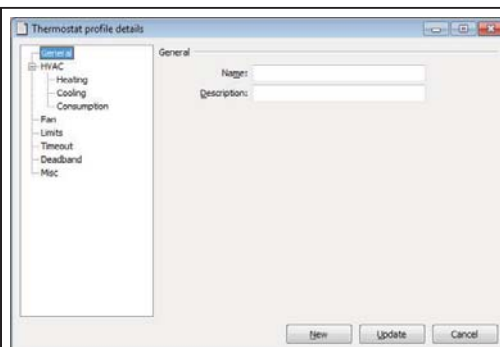 Thermostat profile details
General
HVAC
Heating
Cooling
Consumption
Fan
Limits
Timeout
Deadband
Misc
General
Name:
Description:
New Update Cancel